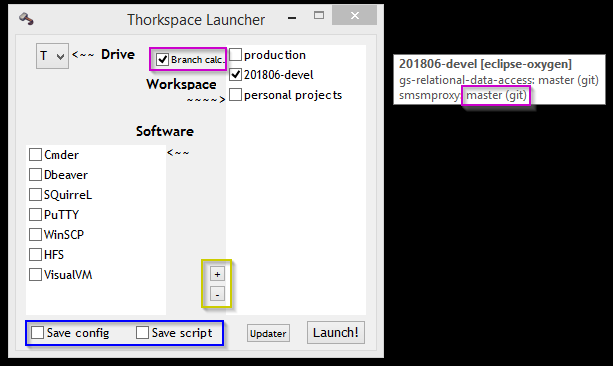 Thorkspace Launcher
T
<~~ Drive
Branch calc.
Workspace
~~~~>
production
201806-devel
personal projects
Software
<~~
Cmder
Dbeaver
SQuirreL
PuTTY
WinSCP
HFS
VisualVM
+
-
Save config
Save script
Updater
Launch!
201806-devel [eclipse-oxygen]
gs-relational-data-access: master (git)
smsmproxy: master (git)